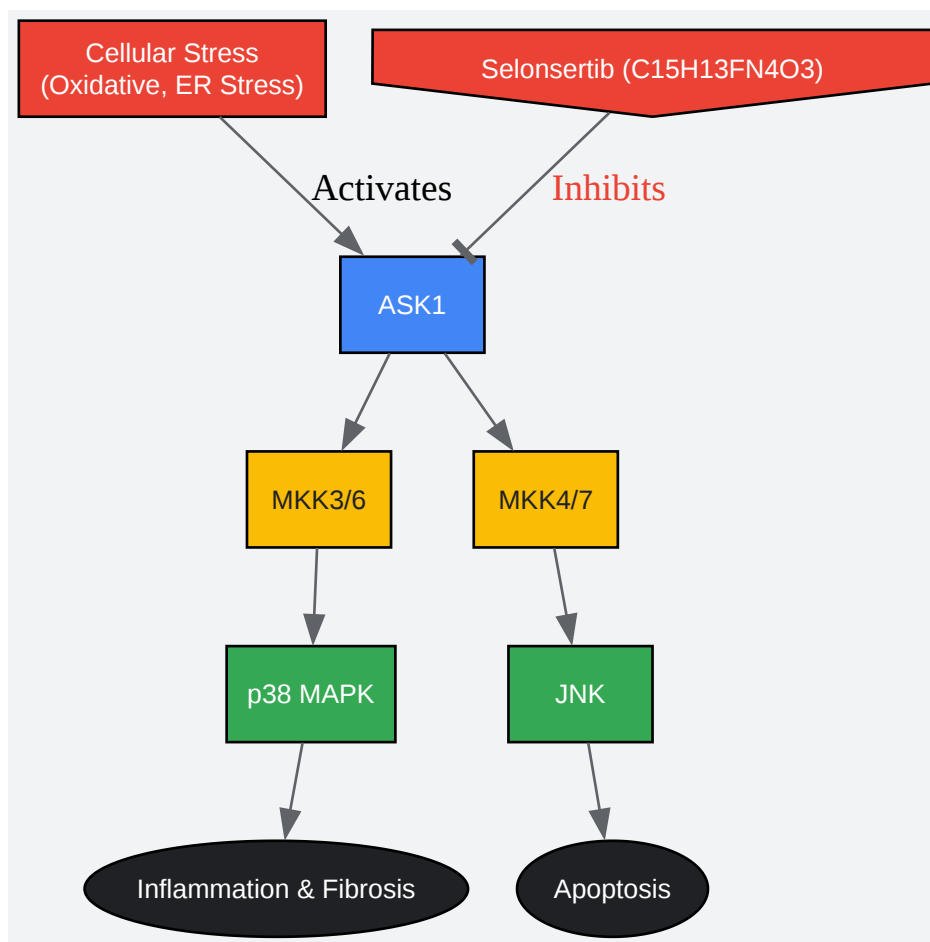 Cellular Stress
(Oxidative, ER Stress)
Selonsertib (C15H13FN4O3)
Activates
Inhibits
ASK1
MKK3/6
MKK4/7
p38 MAPK
JNK
Inflammation & Fibrosis
Apoptosis